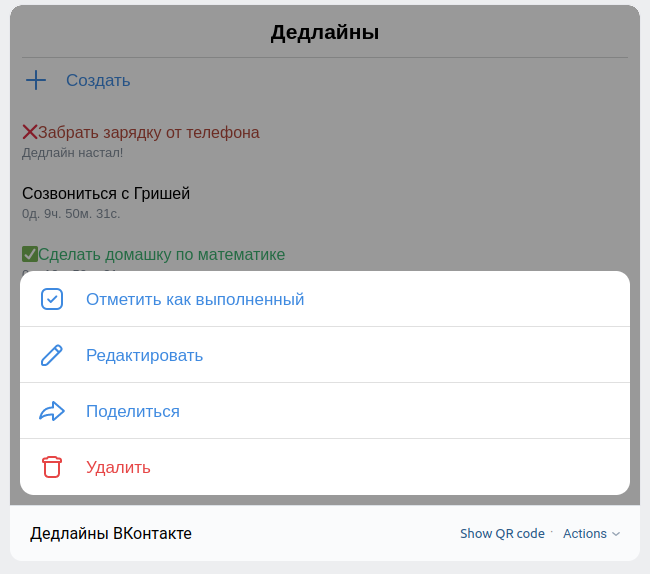 Дедлайны
Создать
Забрать зарядку от телефона
Дедлайн настал!
Созвониться с Гришей
0д. 9ч. 50м. 31с.
Сделать домашку по математике
Отметить как выполненный
Редактировать
Поделиться
Удалить
Дедлайны ВКонтакте
Show QR code · Actions